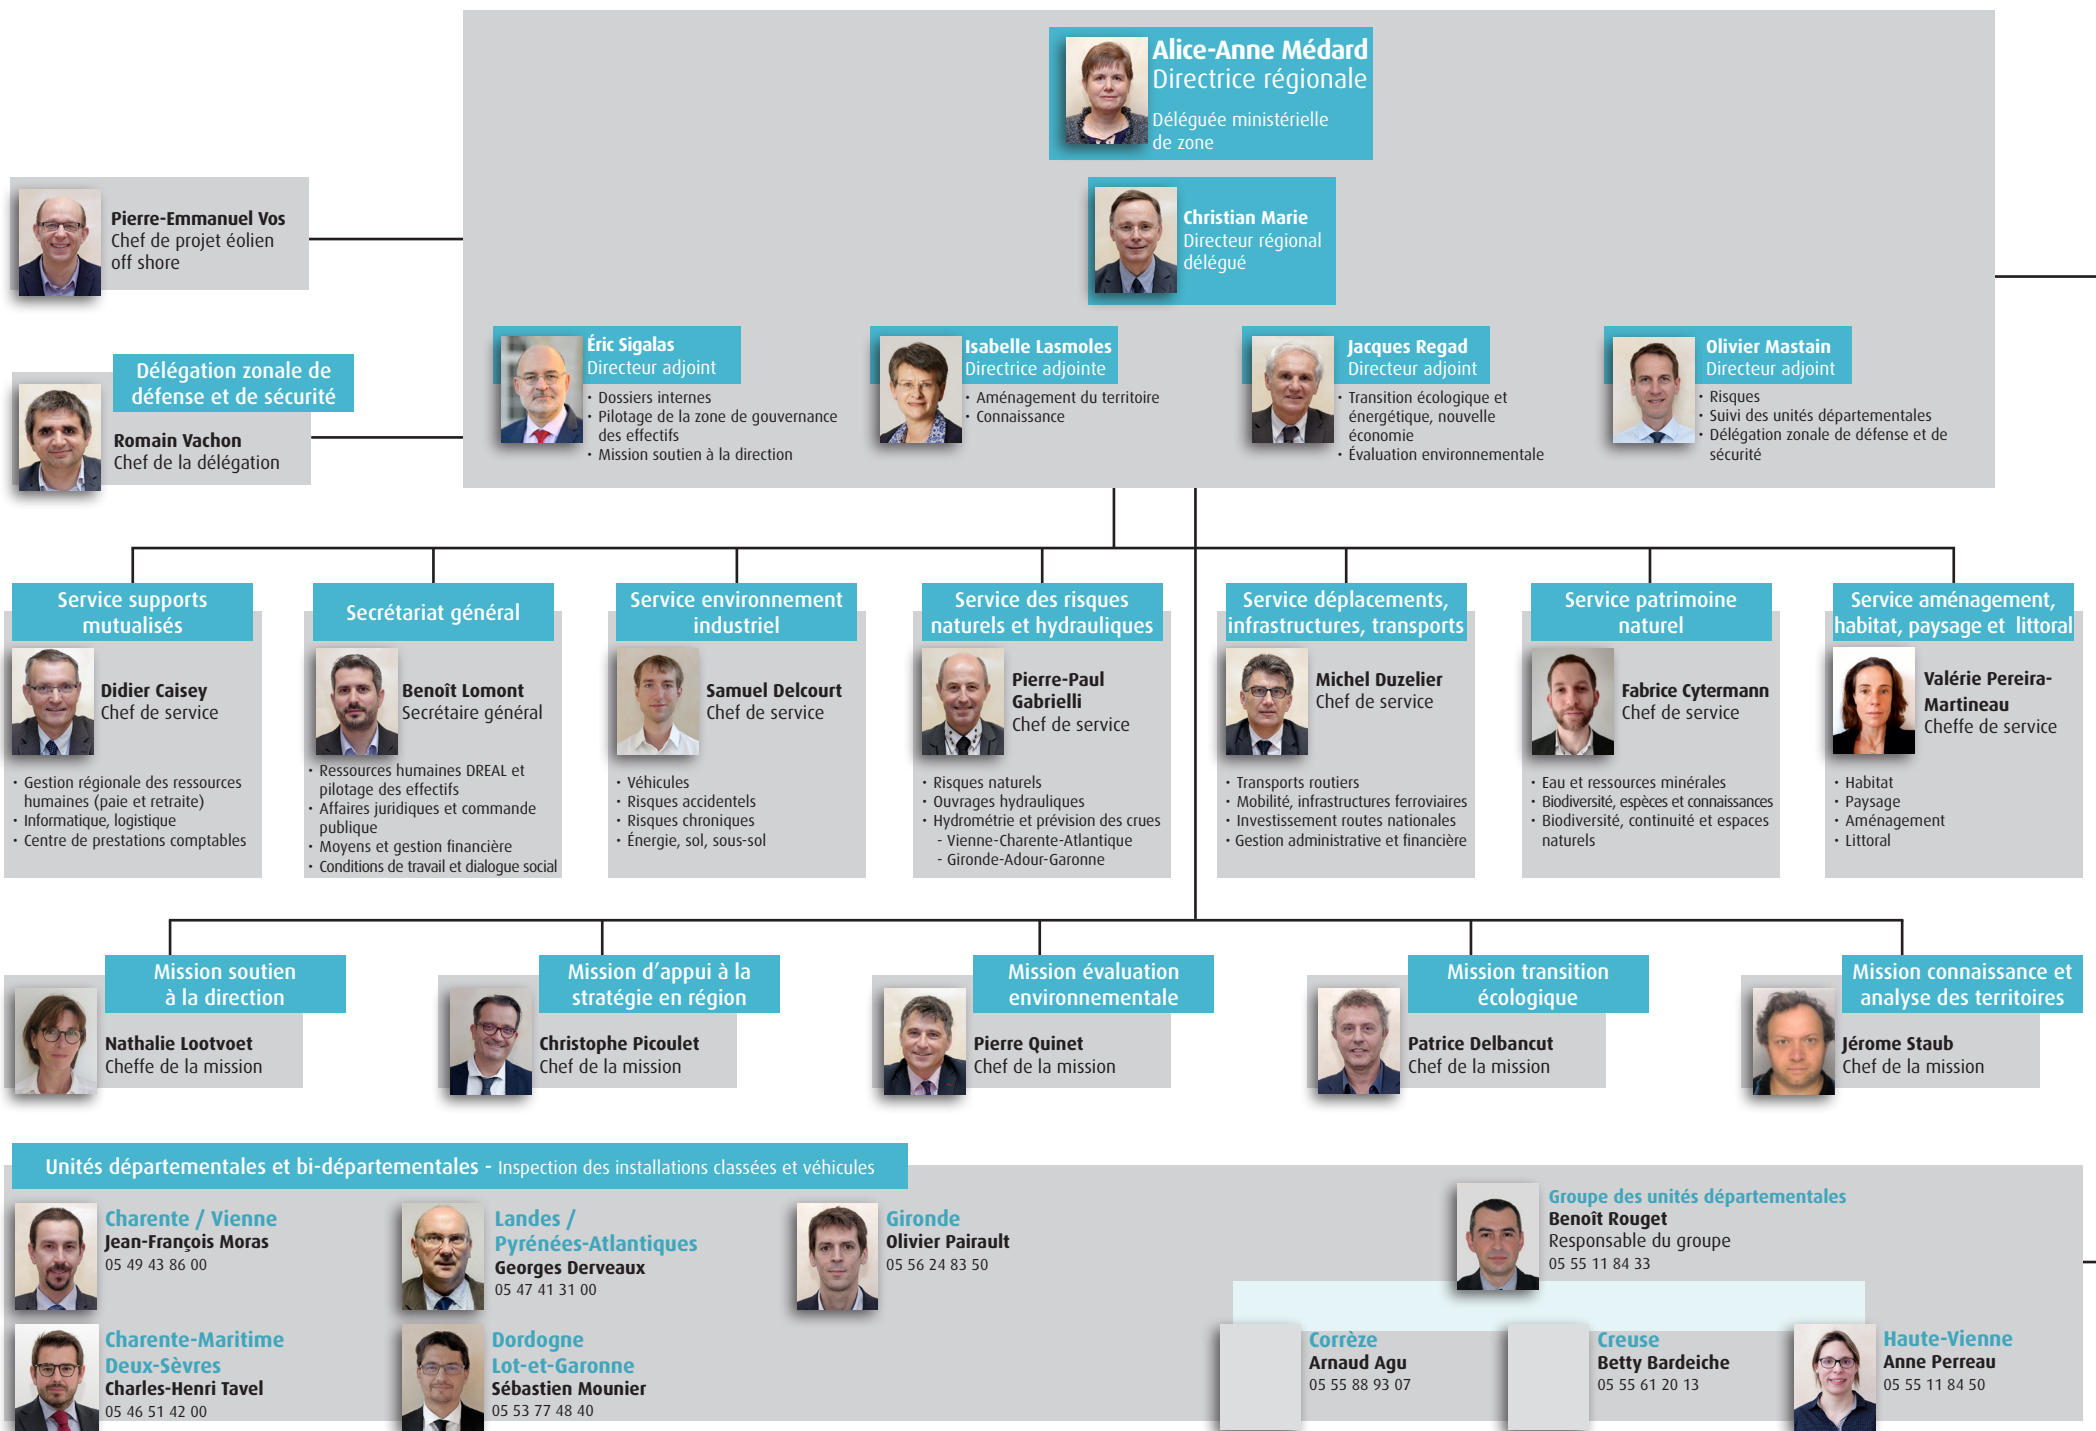 Alice-Anne Médard
Directrice régionale
Déléguée ministérielle
de zone
Christian Marie
Directeur régional
délégué
Pierre-Emmanuel Vos
Chef de projet éolien
off shore
Délégation zonale de
défense et de sécurité
Romain Vachon
Chef de la délégation
Éric Sigalas
Directeur adjoint
• Dossiers internes
• Pilotage de la zone de gouvernance
des effectifs
• Mission soutien à la direction
Isabelle Lasmoles
Directrice adjointe
• Aménagement du territoire
• Connaissance
Jacques Regad
Directeur adjoint
• Transition écologique et
énergétique, nouvelle
économie
• Évaluation environnementale
Olivier Mastain
Directeur adjoint
• Risques
• Suivi des unités départementales
• Délégation zonale de défense et de
sécurité
Service supports
mutualisés
Didier Caisey
Chef de service
• Gestion régionale des ressources
humaines (paie et retraite)
• Informatique, logistique
• Centre de prestations comptables
Secrétariat général
Benoît Lomont
Secrétaire général
• Ressources humaines DREAL et
pilotage des effectifs
• Affaires juridiques et commande
publique
• Moyens et gestion financière
• Conditions de travail et dialogue social
Service environnement
industriel
Samuel Delcourt
Chef de service
• Véhicules
• Risques accidentels
• Risques chroniques
• Énergie, sol, sous-sol
Service des risques
naturels et hydrauliques
Pierre-Paul
Gabrielli
Chef de service
• Risques naturels
• Ouvrages hydrauliques
• Hydrométrie et prévision des crues
- Vienne-Charente-Atlantique
- Gironde-Adour-Garonne
Service déplacements,
infrastructures, transports
Michel Duzelier
Chef de service
• Transports routiers
• Mobilité, infrastructures ferroviaires
• Investissement routes nationales
• Gestion administrative et financière
Service patrimoine
naturel
Fabrice Cytermann
Chef de service
• Eau et ressources minérales
• Biodiversité, espèces et connaissances
• Biodiversité, continuité et espaces
naturels
Service aménagement,
habitat, paysage et littoral
Valérie Pereira-
Martineau
Cheffe de service
• Habitat
• Paysage
• Aménagement
• Littoral
Mission soutien
à la direction
Nathalie Lootvoet
Cheffe de la mission
Mission d'appui à la
stratégie en région
Christophe Picoulet
Chef de la mission
Mission évaluation
environnementale
Pierre Quinet
Chef de la mission
Mission transition
écologique
Patrice Delbancut
Chef de la mission
Mission connaissance et
analyse des territoires
Jérome Staub
Chef de la mission
Unités départementales et bi-départementales - Inspection des installations classées et véhicules
Charente / Vienne
Jean-François Moras
05 49 43 86 00
Landes /
Pyrénées-Atlantiques
Georges Derveaux
05 47 41 31 00
Gironde
Olivier Pairault
05 56 24 83 50
Groupe des unités départementales
Benoît Rouget
Responsable du groupe
05 55 11 84 33
Charente-Maritime
Deux-Sèvres
Charles-Henri Tavel
05 46 51 42 00
Dordogne
Lot-et-Garonne
Sébastien Mounier
05 53 77 48 40
Corrèze
Arnaud Agu
05 55 88 93 07
Creuse
Betty Bardeiche
05 55 61 20 13
Haute-Vienne
Anne Perreau
05 55 11 84 50